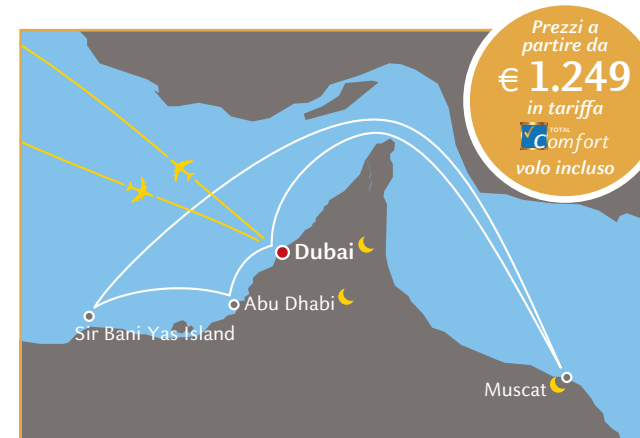 Prezzi a
partire da
€ 1.249
in tariffa
TOTAL
Comfort
volo incluso
Dubai
Abu Dhabi
Sir Bani Yas Island
Muscat